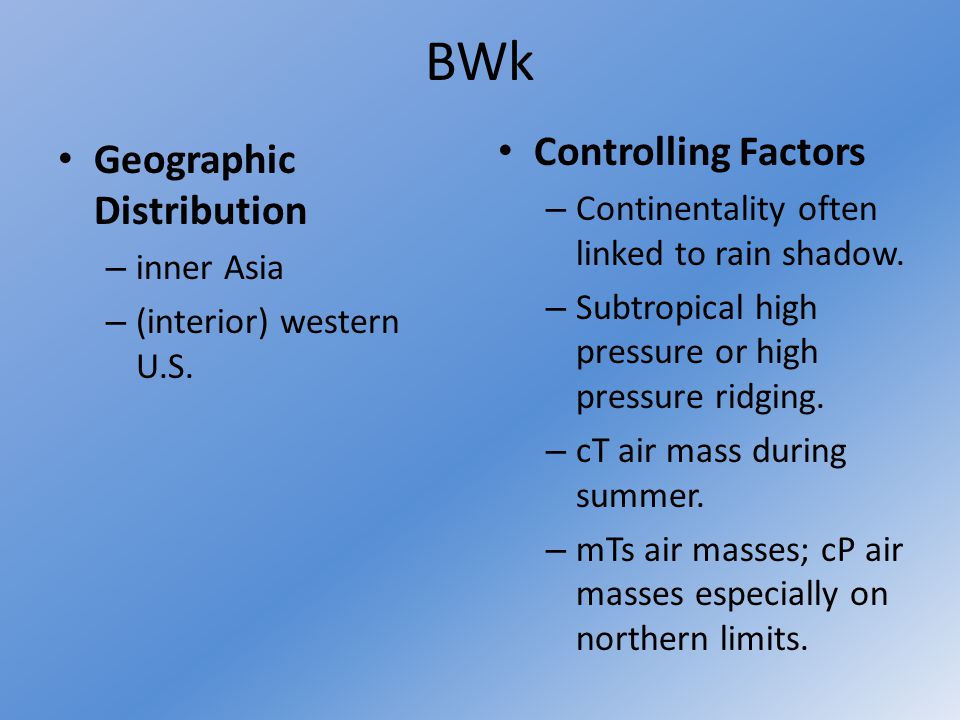 BWk
• Geographic
Distribution
– inner Asia
– (interior) western
U.S.
• Controlling Factors
– Continentality often
linked to rain shadow.
– Subtropical high
pressure or high
pressure ridging.
– cT air mass during
summer.
– mTs air masses; cP air
masses especially on
northern limits.